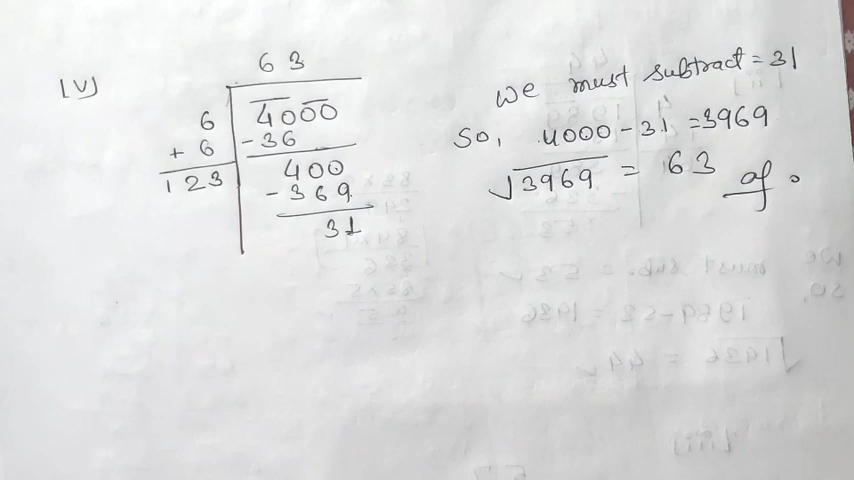 (v)
63
6 4000
+ 6 -36
123 400
-369
31
We must subtract = 31
So, 4000 - 31 = 3969
√3969 = 63